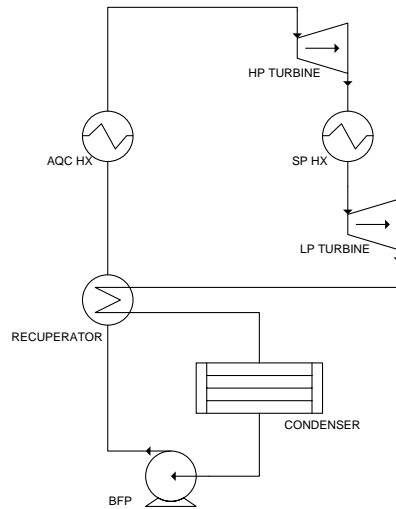 HP TURBINE
AQC HX
SP HX
LP TURBINE
RECUPERATOR
CONDENSER
BFP